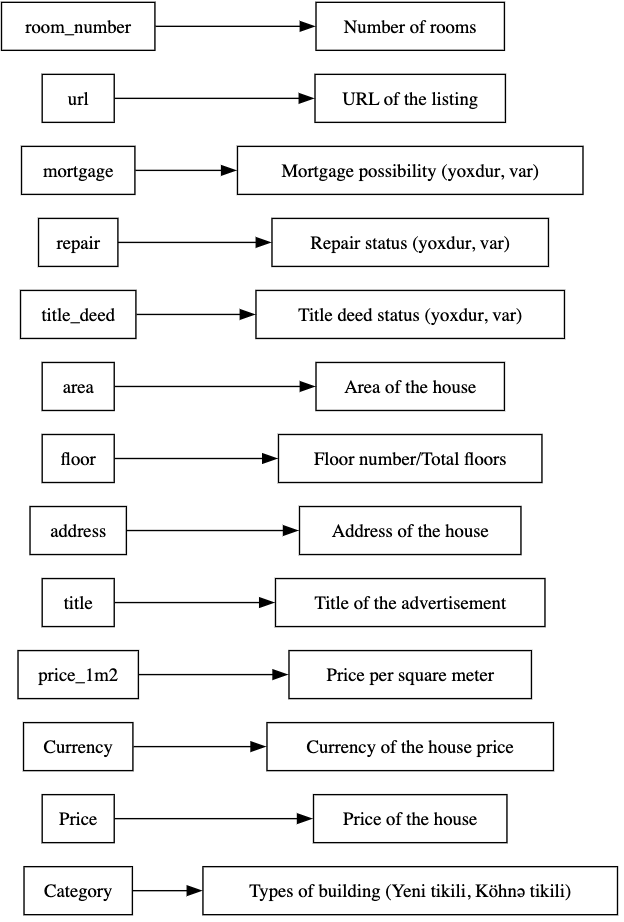 room_number Number of rooms
url URL of the listing
mortgage Mortgage possibility (yoxdur, var)
repair Repair status (yoxdur, var)
title_deed Title deed status (yoxdur, var)
area Area of the house
floor Floor number/Total floors
address Address of the house
title Title of the advertisement
price_1m2 Price per square meter
Currency Currency of the house price
Price Price of the house
Category Types of building (Yeni tikili, Köhnə tikili)